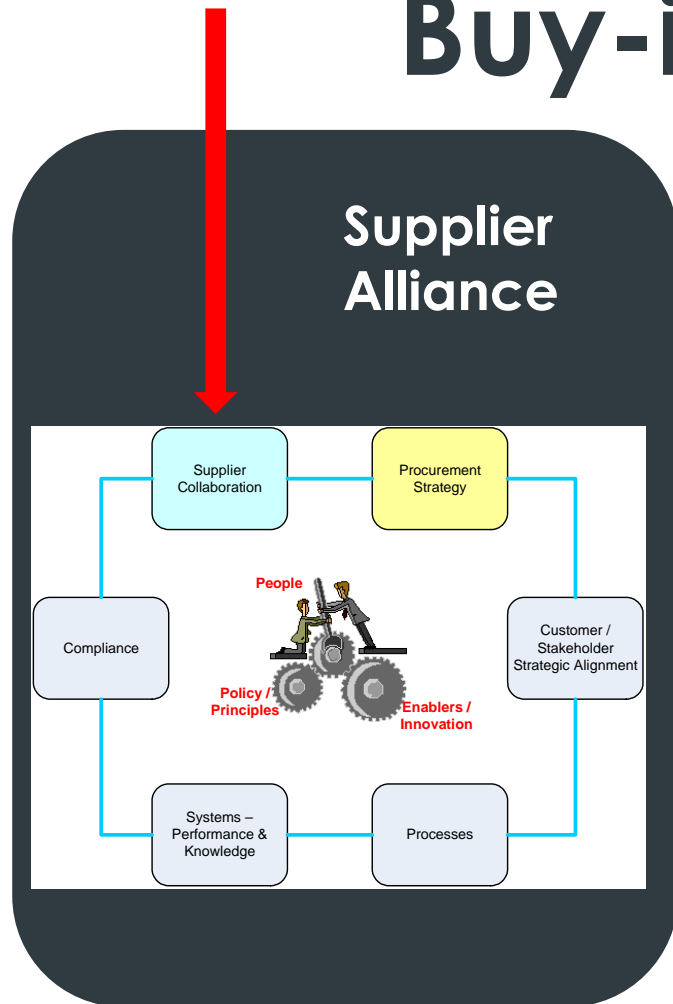 Buy-i
Supplier
Alliance
Supplier
Collaboration
Procurement
Strategy
People
Compliance
Customer /
Stakeholder
Strategic Alignment
Policy /
Principles
Enablers /
Innovation
Systems –
Performance &
Knowledge
Processes